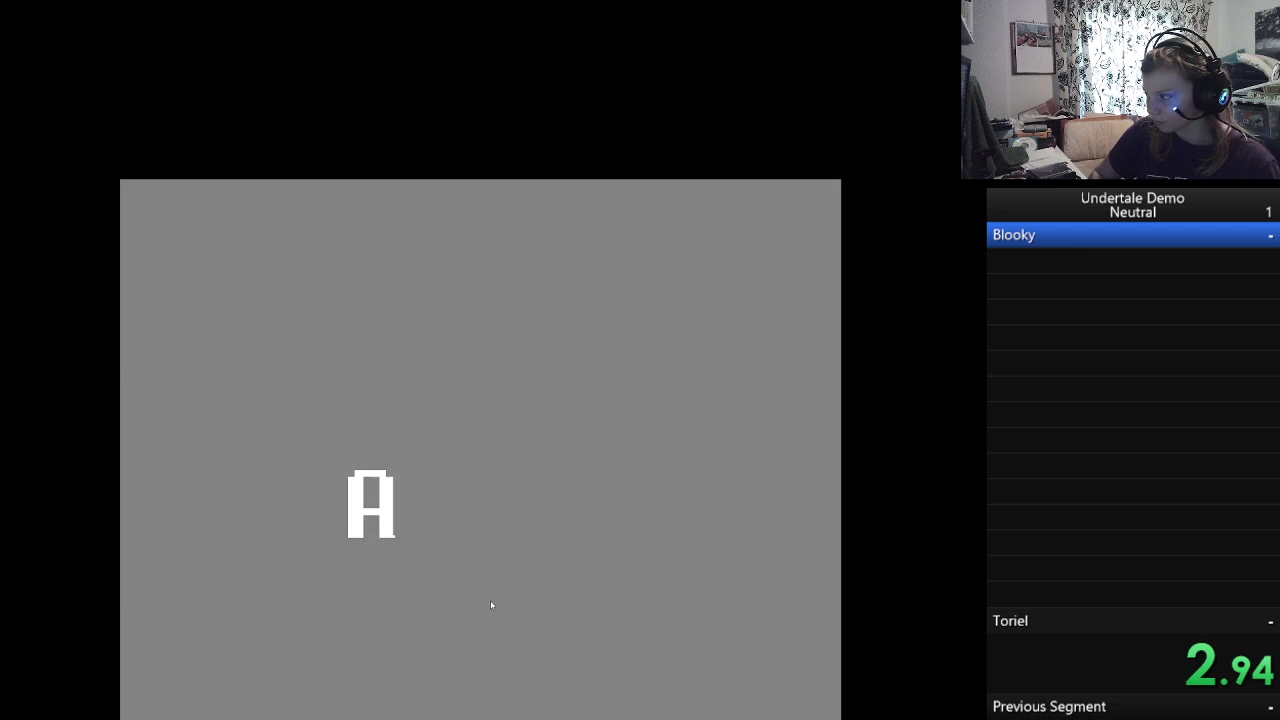 Undertale Demo
Neutral 1
Blooky -
A
Toriel -
2.94
Previous Segment -